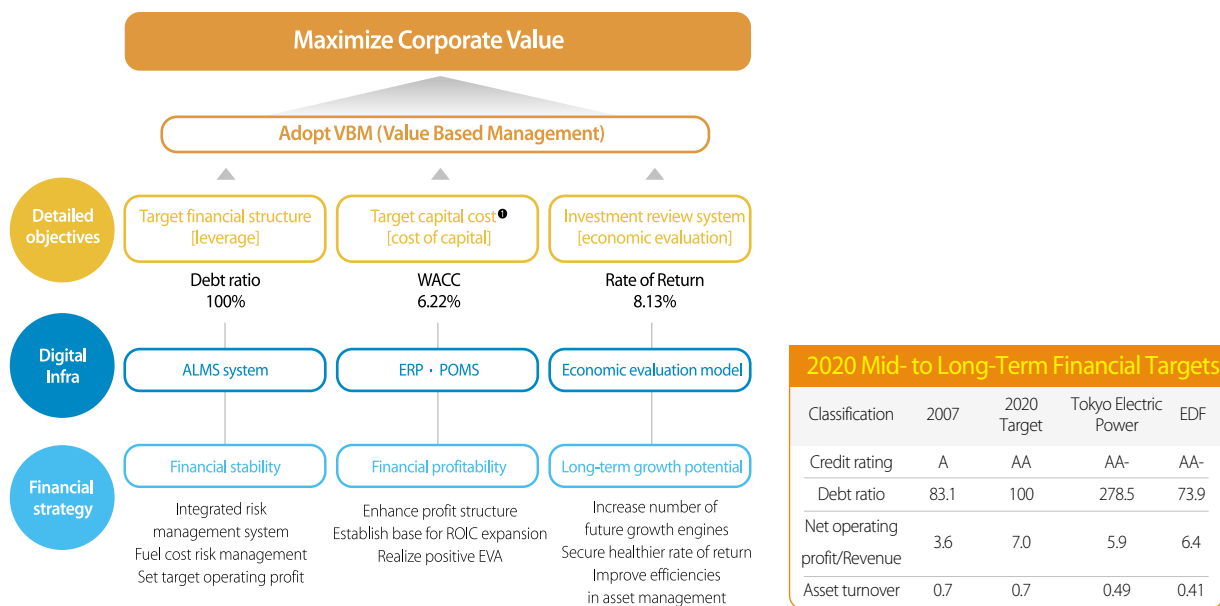 Maximize Corporate Value
Adopt VBM (Value Based Management)
Detailed
objectives
Target financial structure
[leverage]
Target capital cost❶
[cost of capital]
Investment review system
[economic evaluation]
Debt ratio
100%
WACC
6.22%
Rate of Return
8.13%
Digital
Infra
ALMS system
ERP · POMS
Economic evaluation model
Financial
strategy
Financial stability
Financial profitability
Long-term growth potential
Integrated risk
management system
Fuel cost risk management
Set target operating profit
Enhance profit structure
Establish base for ROIC expansion
Realize positive EVA
Increase number of
future growth engines
Secure healthier rate of return
Improve efficiencies
in asset management
2020 Mid- to Long-Term Financial Targets
Classification 2007 2020 Target Tokyo Electric Power EDF
Credit rating A AA AA- AA-
Debt ratio 83.1 100 278.5 73.9
Net operating profit/Revenue 3.6 7.0 5.9 6.4
Asset turnover 0.7 0.7 0.49 0.41